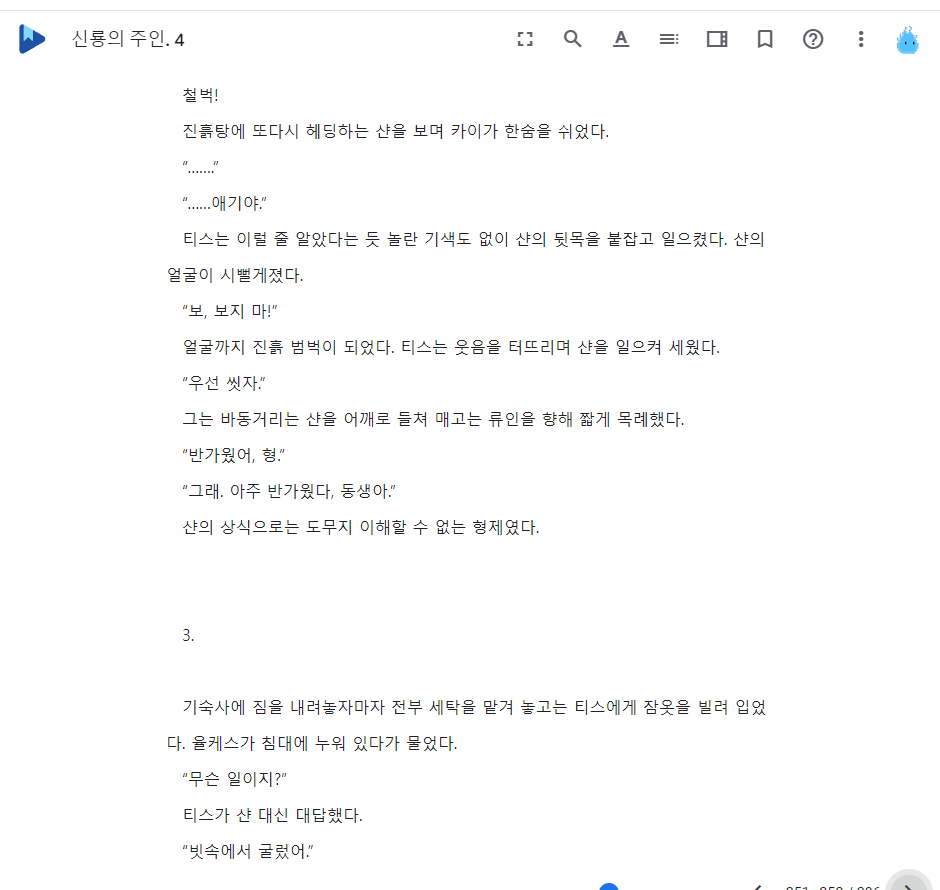 신룡의 주인. 4
철벅!
진흙탕에 또다시 헤딩하는 샨을 보며 카이가 한숨을 쉬었다.
“…….”
“……애기야.”
티스는 이럴 줄 알았다는 듯 놀란 기색도 없이 샨의 뒷목을 붙잡고 일으켰다. 샨의
얼굴이 시뻘게졌다.
“보, 보지 마!”
얼굴까지 진흙 범벅이 되었다. 티스는 웃음을 터뜨리며 샨을 일으켜 세웠다.
“우선 씻자.”
그는 바동거리는 샨을 어깨로 들쳐 매고는 류인을 향해 짧게 목례했다.
“반가웠어, 형.”
“그래. 아주 반가웠다, 동생아.”
샨의 상식으로는 도무지 이해할 수 없는 형제였다.
3.
기숙사에 짐을 내려놓자마자 전부 세탁을 맡겨 놓고는 티스에게 잠옷을 빌려 입었
다. 율케스가 침대에 누워 있다가 물었다.
“무슨 일이지?”
티스가 샨 대신 대답했다.
“빗속에서 굴렀어.”